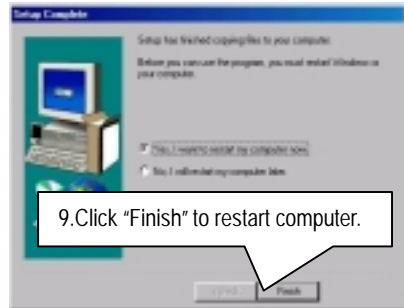 Setup Complete
Setup has finished copying files to your computer.
Before you can use the program, you must restart Windows or
your computer.
Yes, I want to restart my computer now.
No, I will restart my computer later.
9.Click “Finish” to restart computer.
Finish